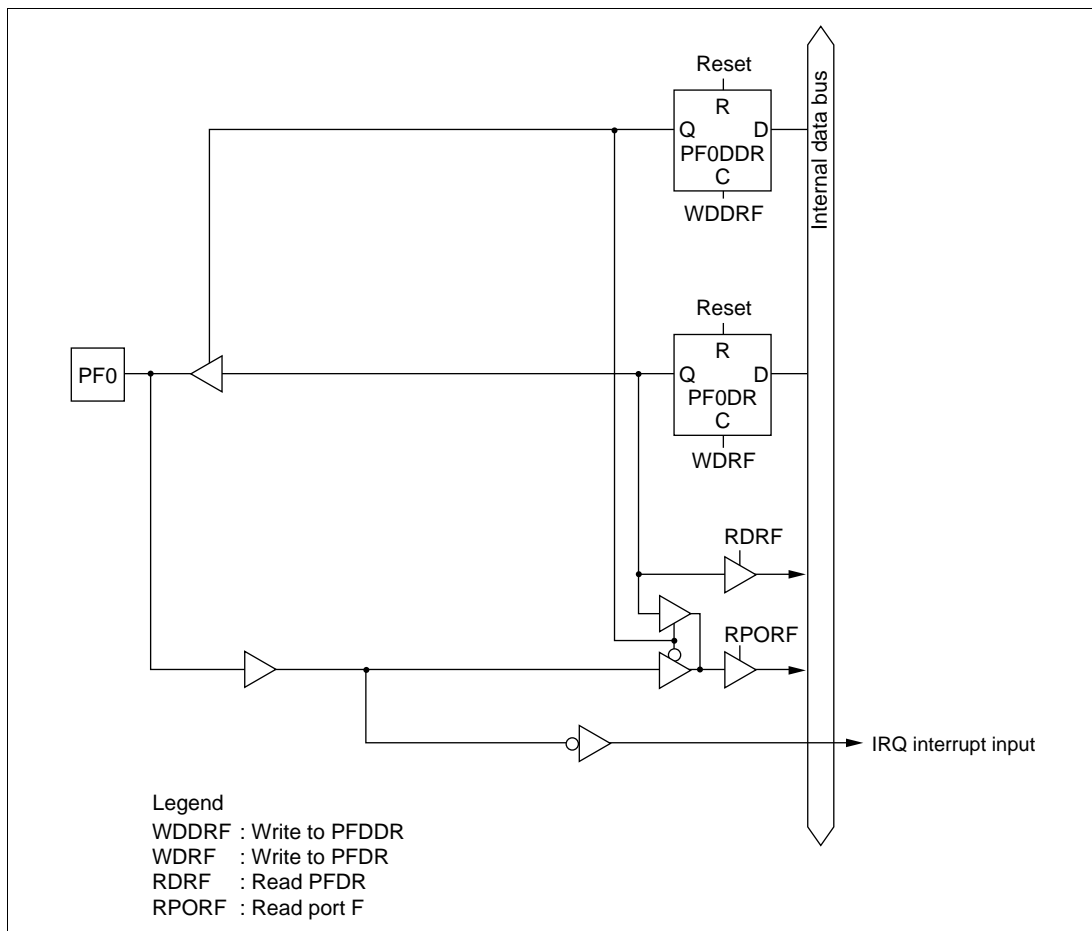 Reset
R
Q D
PF0DDR
C
WDDRF
Internal data bus
Reset
R
PF0
Q D
PF0DR
C
WDRF
RDRF
RPORF
IRQ interrupt input
Legend
WDDRF : Write to PFDDR
WDRF : Write to PFDR
RDRF : Read PFDR
RPORF : Read port F